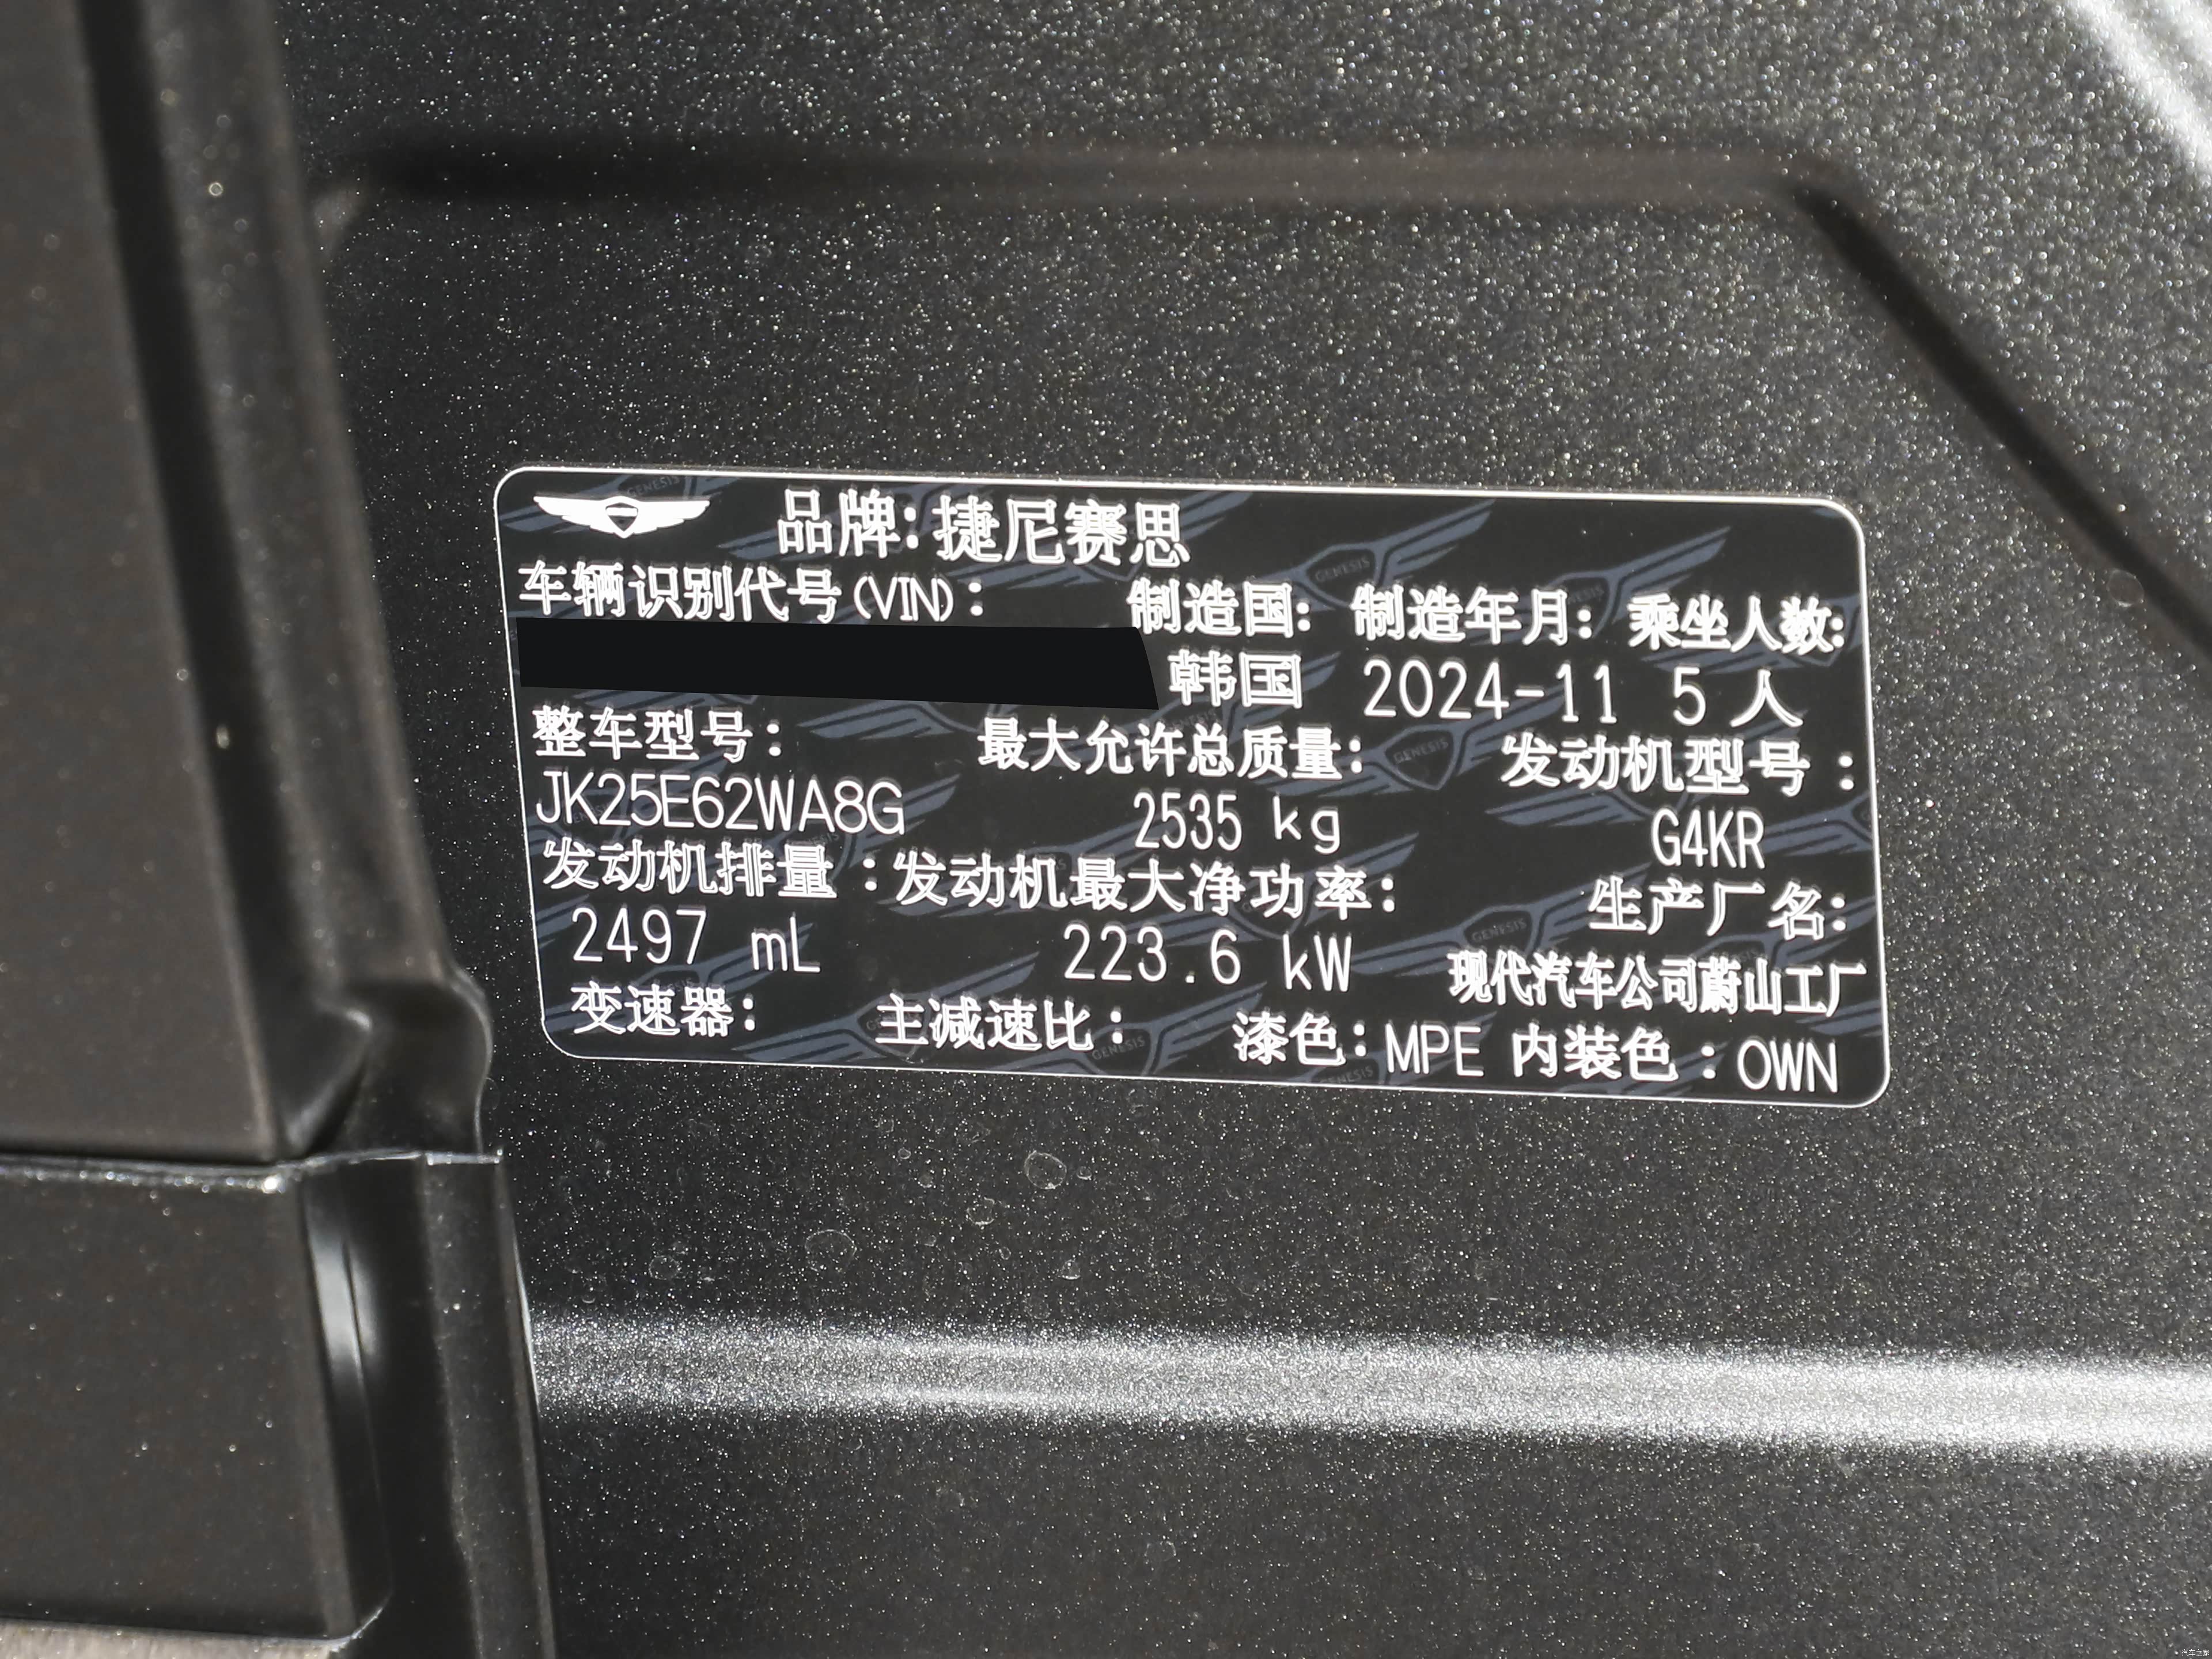 品牌:捷尼赛思
车辆识别代号(VIN): 制造国: 制造年月: 乘坐人数:
韩国 2024-11 5人
整车型号: 最大允许总质量: 发动机型号:
JK25E62WA8G 2535 kg G4KR
发动机排量:发动机最大净功率: 生产厂名:
2497 mL 223.6 kW 现代汽车公司蔚山工厂
变速器: 主减速比: 漆色:MPE 内装色:OWN
GENESIS
汽车之家